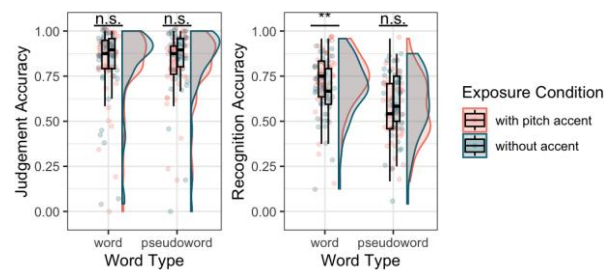 n.s. n.s.
1.00
0.75
0.50
0.25
0.00
Judgement Accuracy
word pseudoword
Word Type
** n.s.
1.00
0.75
0.50
0.25
0.00
Recognition Accuracy
word pseudoword
Word Type
Exposure Condition
with pitch accent
without accent